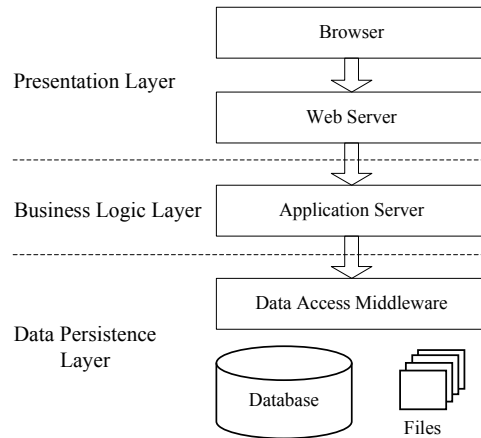 Browser
Presentation Layer
Web Server
Business Logic Layer
Application Server
Data Access Middleware
Data Persistence
Layer
Database
Files